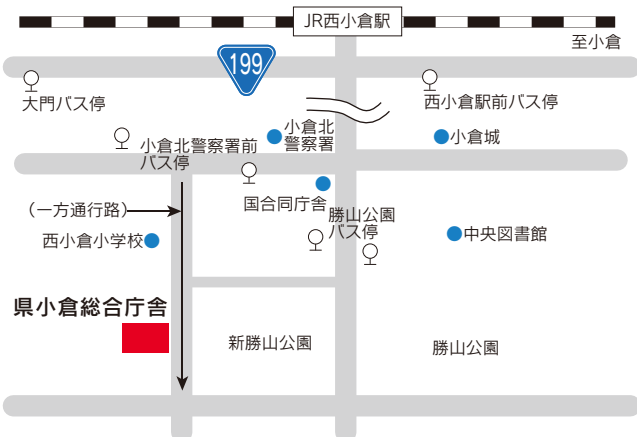 JR西小倉駅
至小倉
199
大門バス停
西小倉駅前バス停
小倉北警察署前
バス停
小倉北
警察署
小倉城
国合同庁舎
勝山公園
バス停
(一方通行路)
西小倉小学校
中央図書館
県小倉総合庁舎
新勝山公園
勝山公園